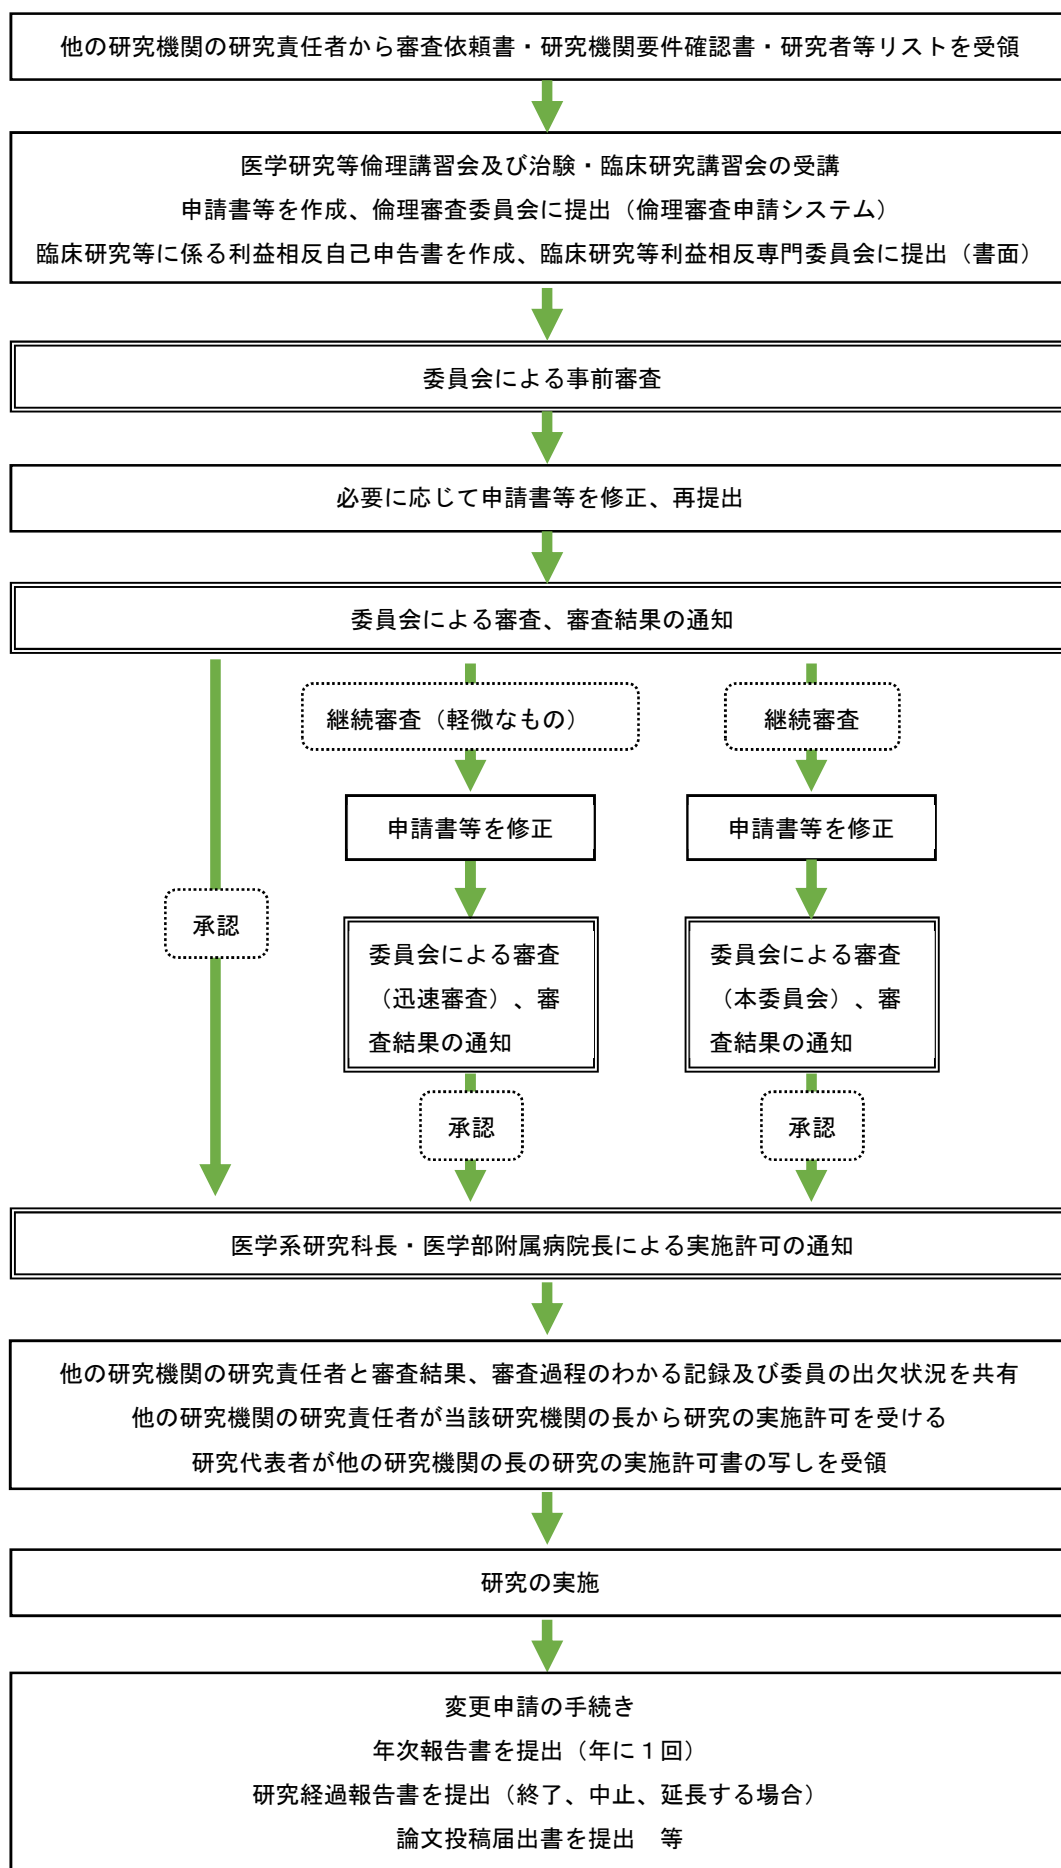 他の研究機関の研究責任者から審査依頼書・研究機関要件確認書・研究者等リストを受領
医学研究等倫理講習会及び治験・臨床研究講習会の受講
申請書等を作成、倫理審査委員会に提出（倫理審査申請システム）
臨床研究等に係る利益相反自己申告書を作成、臨床研究等利益相反専門委員会に提出（書面）
委員会による事前審査
必要に応じて申請書等を修正、再提出
委員会による審査、審査結果の通知
継続審査（軽微なもの）
継続審査
申請書等を修正
申請書等を修正
承認
委員会による審査
（迅速審査）、審
査結果の通知
委員会による審査
（本委員会）、審
査結果の通知
承認
承認
医学系研究科長・医学部附属病院長による実施許可の通知
他の研究機関の研究責任者と審査結果、審査過程のわかる記録及び委員の出欠状況を共有
他の研究機関の研究責任者が当該研究機関の長から研究の実施許可を受ける
研究代表者が他の研究機関の長の研究の実施許可書の写しを受領
研究の実施
変更申請の手続き
年次報告書を提出（年に１回）
研究経過報告書を提出（終了、中止、延長する場合）
論文投稿届出書を提出　等